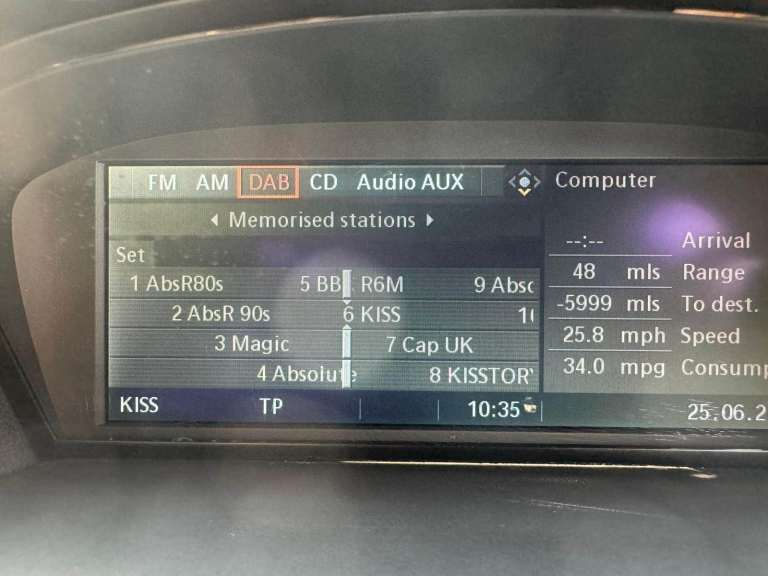 FM AM DAB CD Audio AUX
Memorised stations
Set
1 AbsR80s 5 BB R6M 9 Abso
2 AbsR 90s 6 KISS
3 Magic 7 Cap UK
4 Absolute 8 KISSTOR
KISS TP 10:35
Computer
--:-- Arrival
48 mls Range
-5999 mls To dest.
25.8 mph Speed
34.0 mpg Consump
25.06.2